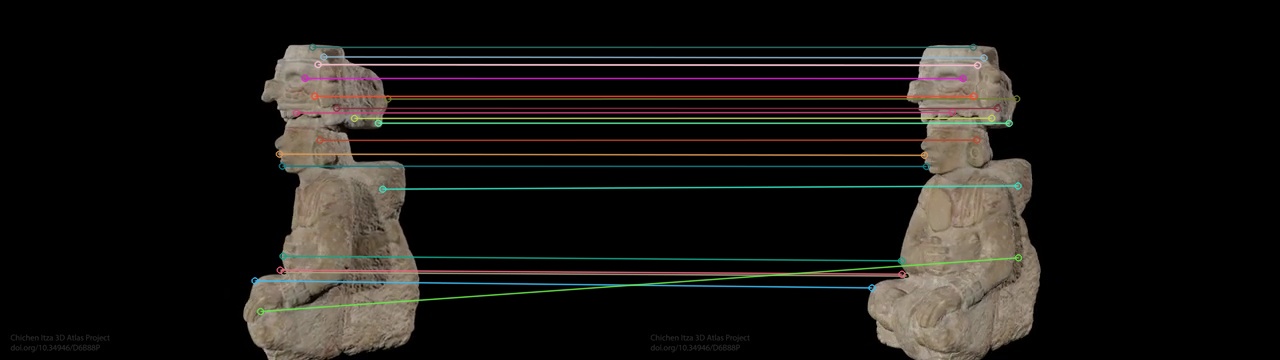 Chichen Itza 3D Atlas Project
doi.org/10.34946/D6B88P
Chichen Itza 3D Atlas Project
doi.org/10.34946/D6B88P